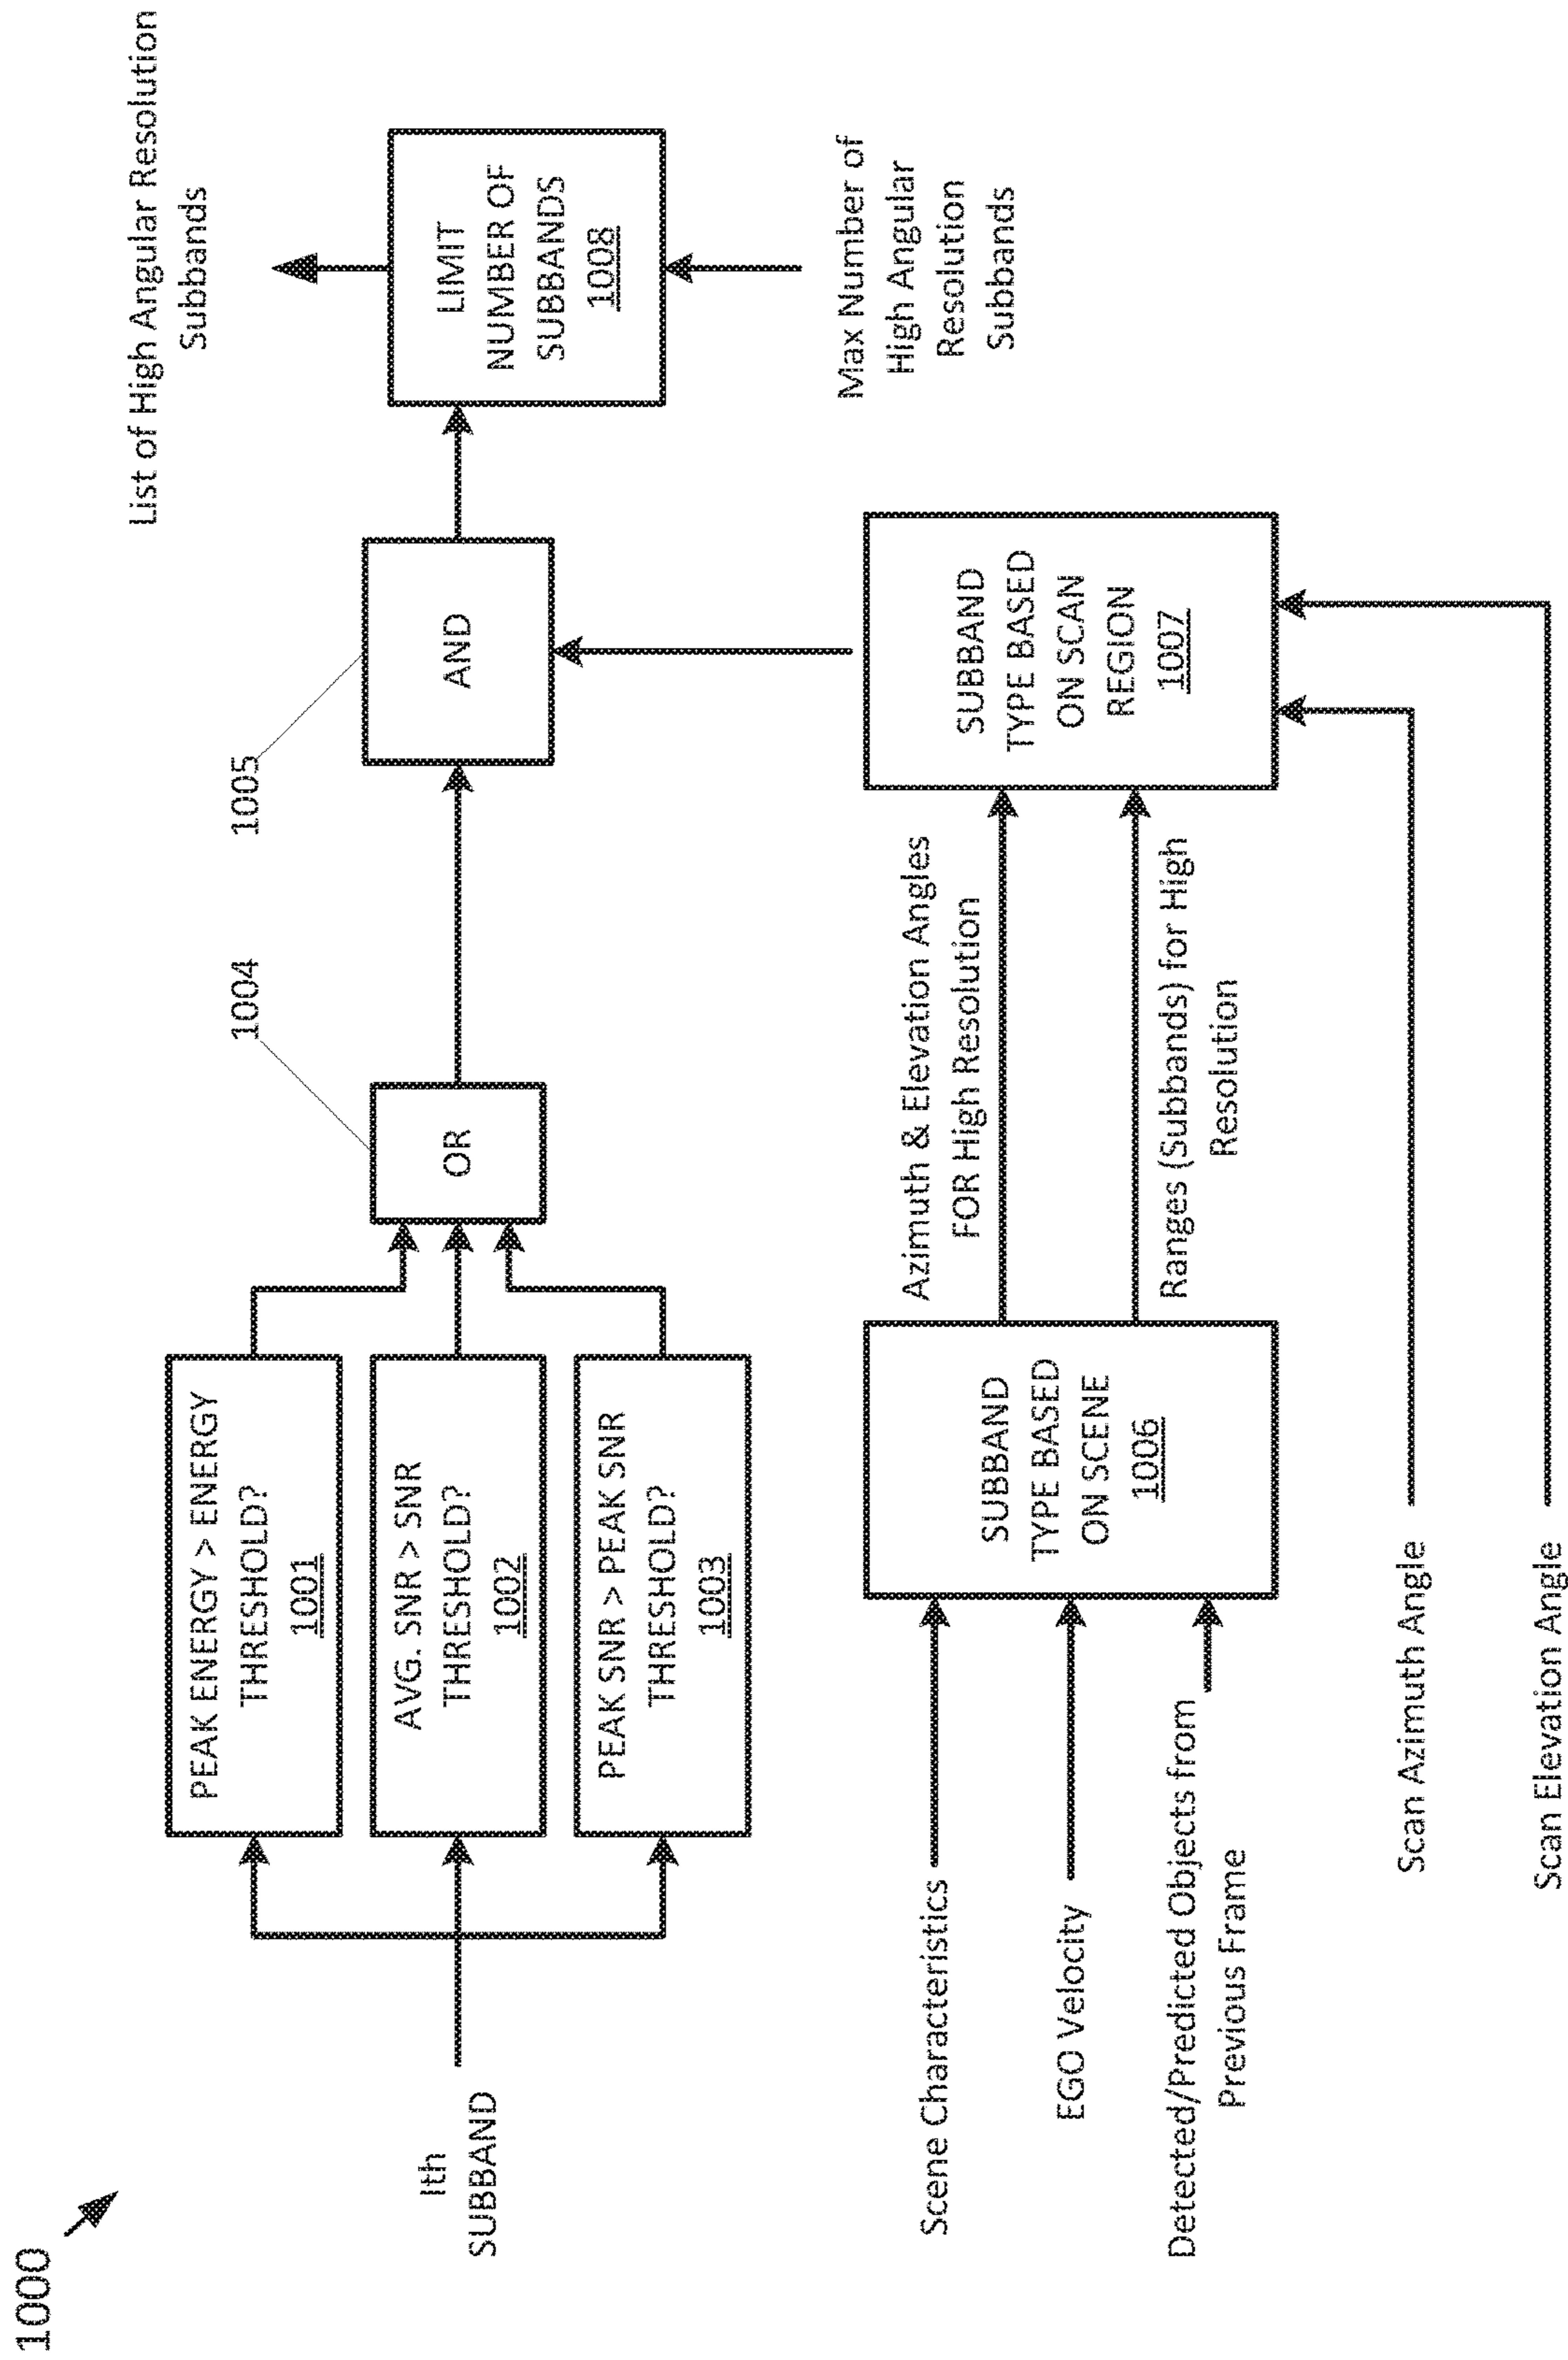 1000
Ith
SUBBAND
PEAK ENERGY > ENERGY
THRESHOLD?
1001
AVG. SNR > SNR
THRESHOLD?
1002
PEAK SNR > PEAK SNR
THRESHOLD?
1003
1004
OR
1005
AND
List of High Angular Resolution
Subbands
LIMIT
NUMBER OF
SUBBANDS
1008
Max Number of
High Angular
Resolution
Subbands
Scene Characteristics
EGO Velocity
Detected/Predicted Objects from
Previous Frame
SUBBAND
TYPE BASED
ON SCENE
1006
Azimuth & Elevation Angles
FOR High Resolution
Ranges (Subbands) for High
Resolution
SUBBAND
TYPE BASED
ON SCAN
REGION
1007
Scan Azimuth Angle
Scan Elevation Angle